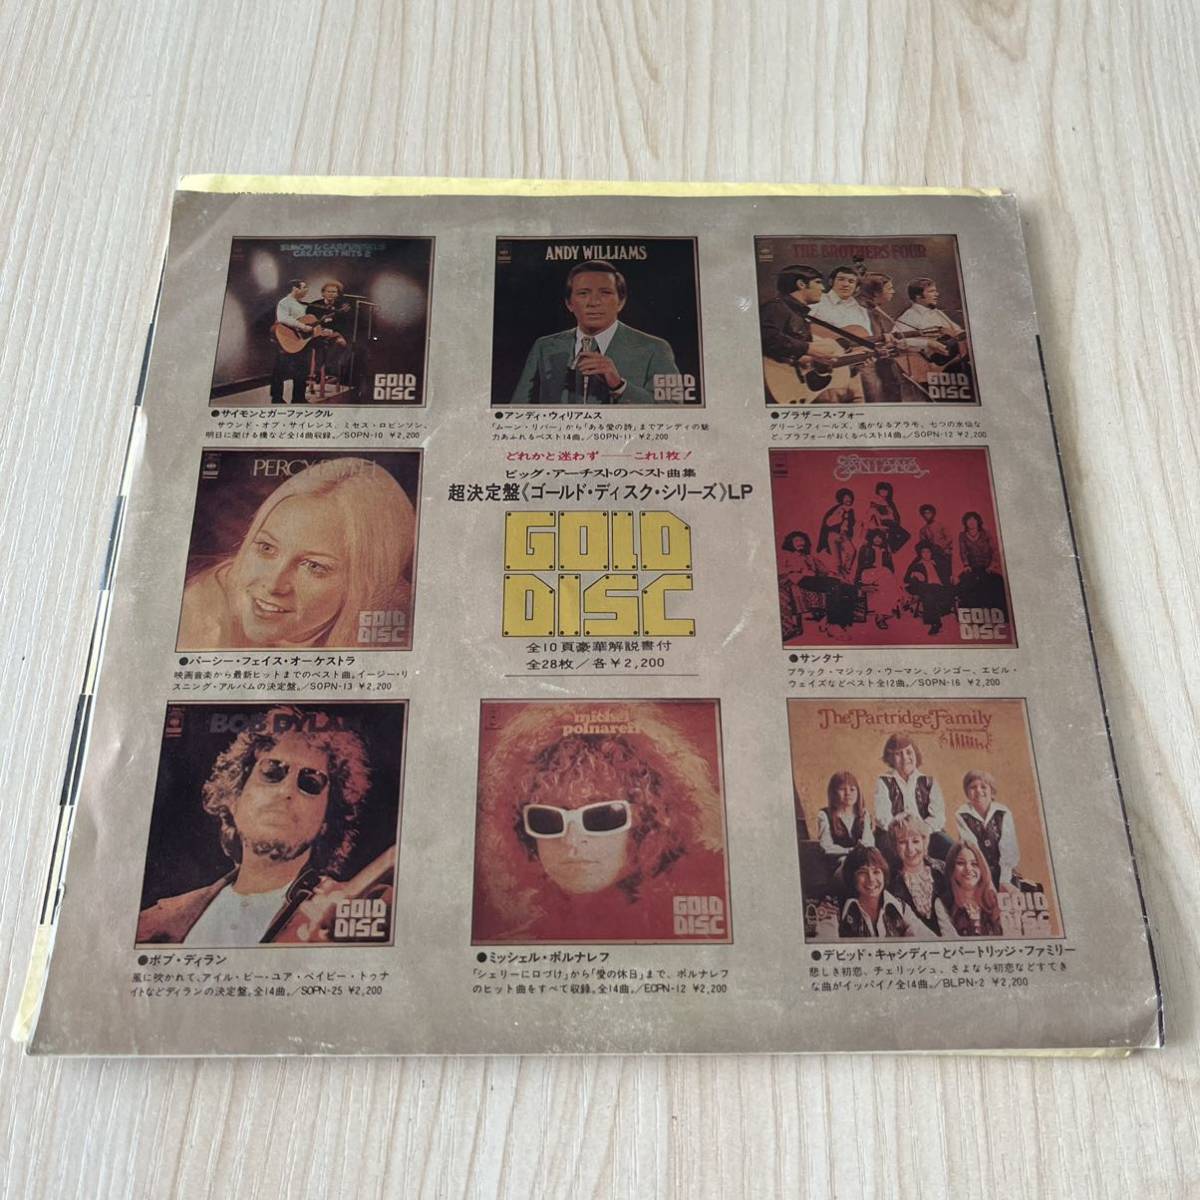 SIMON & GARFUNKEL'S
GREATEST HITS 2
GOLD
DISC
●サイモンとガーファンクル
サウンド・オブ・サイレンス、ミセス・ロビンソン、
明日に架ける橋など全14曲収録。/SOPN-10 ¥2,200
ANDY WILLIAMS
GOLD
DISC
●アンディ・ウィリアムス
「ムーン・リバー」から「ある愛の詩」までアンディの魅
力あふれるベスト14曲。/SOPN-11 ¥2,200
THE BROTHERS FOUR
GOLD
DISC
●ブラザース・フォー
グリーンフィールズ、遥かなるアラモ、七つの水仙な
ど、ブラフォーがおくるベスト14曲。/SOPN-12 ¥2,200
PERCY FAITH
GOLD
DISC
●パーシー・フェイス・オーケストラ
映画音楽から最新ヒットまでのベスト曲。イージー・リ
スニング・アルバムの決定盤。/SOPN-13 ¥2,200
どれかと迷わず——これ1枚!
ビッグ・アーチストのベスト曲集
超決定盤《ゴールド・ディスク・シリーズ》LP
GOLD
DISC
全10頁豪華解説書付
全28枚/各¥2,200
SANTANA
GOLD
DISC
●サンタナ
ブラック・マジック・ウーマン、ジンゴー、エビル・
ウェイズなどベスト全12曲。/SOPN-16 ¥2,200
BOB DYLAN
GOLD
DISC
●ボブ・ディラン
風に吹かれて、アイル・ビー・ユア・ベイビー・トゥナ
イトなどディランの決定盤。全14曲。/SOPN-25 ¥2,200
michel
polnareff
GOLD
DISC
●ミッシェル・ポルナレフ
「シェリーに口づけ」から「愛の休日」まで、ポルナレフ
のヒット曲をすべて収録。全14曲。/ECPN-12 ¥2,200
The Partridge Family
GOLD
DISC
●デビッド・キャシディーとパートリッジ・ファミリー
悲しき初恋、チェリッシュ、さよなら初恋などすてき
な曲がイッパイ!全14曲。/BLPN-2 ¥2,200